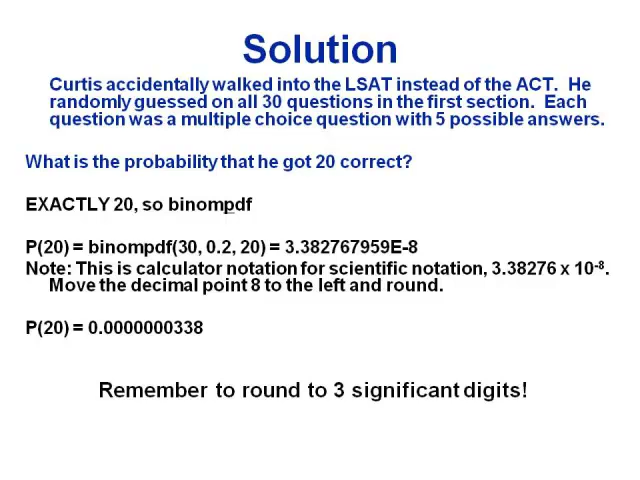 Solution
Curtis accidentally walked into the LSAT instead of the ACT. He
randomly guessed on all 30 questions in the first section. Each
question was a multiple choice question with 5 possible answers.
What is the probability that he got 20 correct?
EXACTLY 20, so binompdf
P(20) = binompdf(30, 0.2, 20) = 3.382767959E-8
Note: This is calculator notation for scientific notation, 3.38276 x 10⁻⁸.
Move the decimal point 8 to the left and round.
P(20) = 0.0000000338
Remember to round to 3 significant digits!